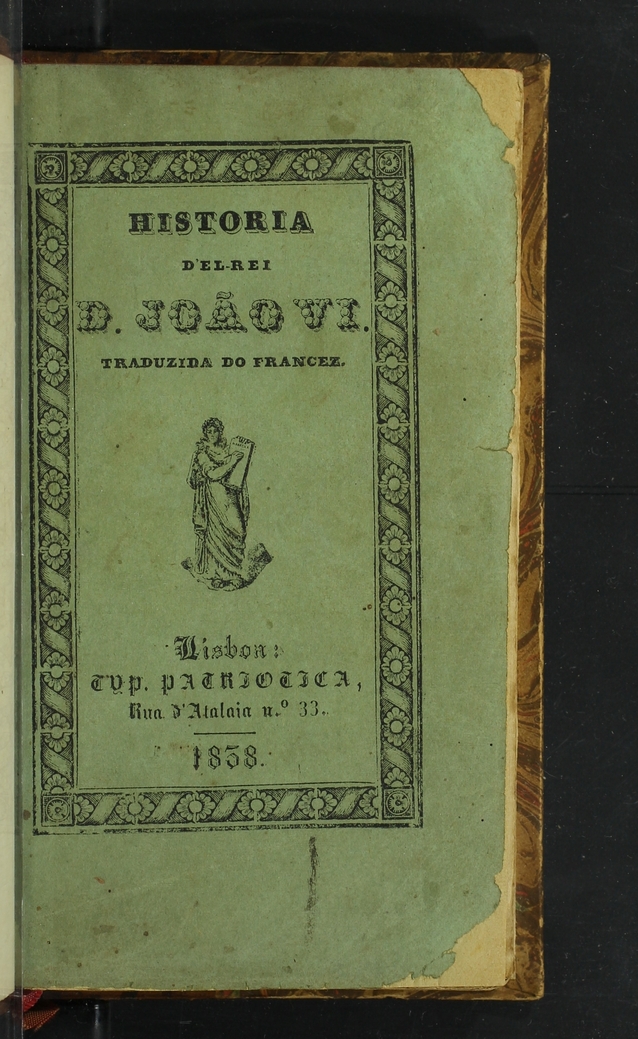 HISTORIA
D'EL-REI
D. JOÃO VI.
TRADUZIDA DO FRANCEZ.
Lisboa:
TYP. PATRIOTICA,
Rua d'Atalaia n.º 33.
1838.